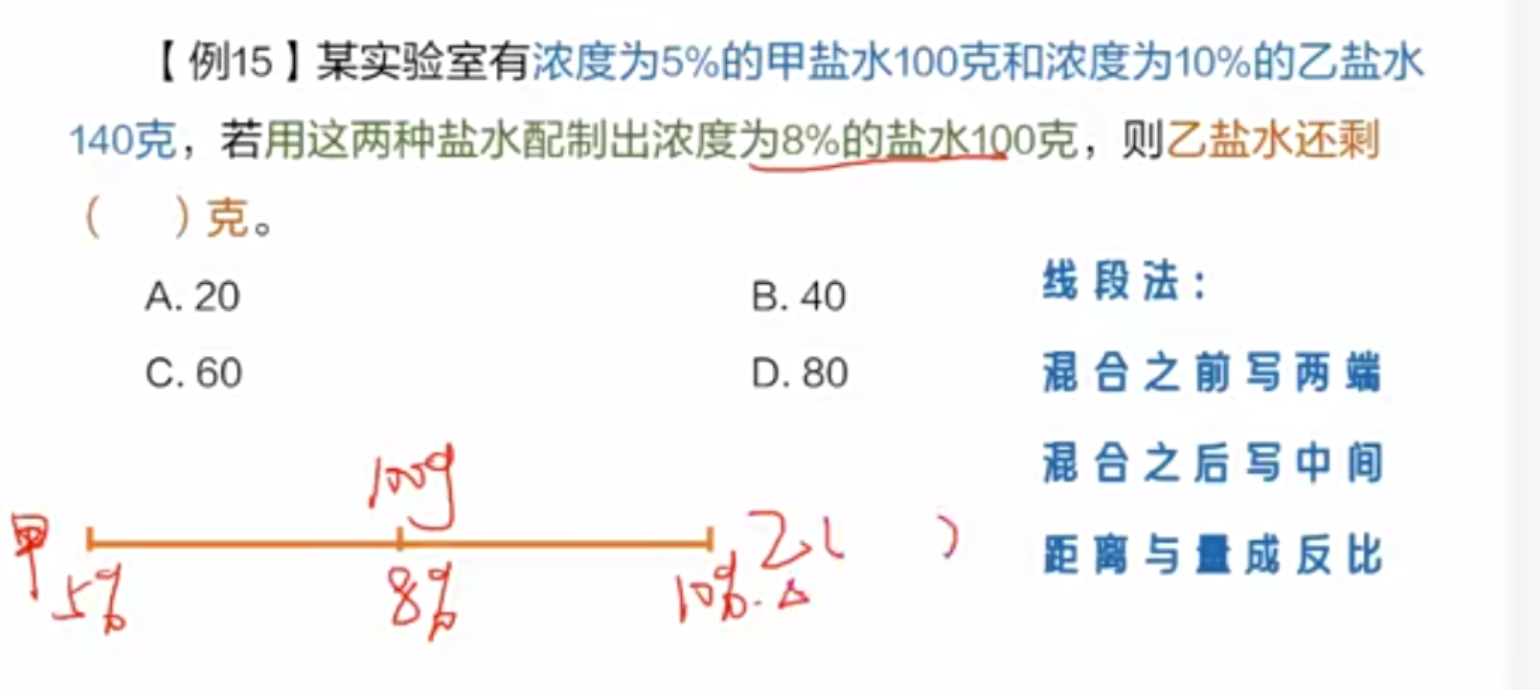 【例15】某实验室有浓度为5%的甲盐水100克和浓度为10%的乙盐水
140克，若用这两种盐水配制出浓度为8%的盐水100克，则乙盐水还剩
（ ）克。
A. 20
B. 40
C. 60
D. 80
线段法：
混合之前写两端
混合之后写中间
距离与量成反比
100g
甲
乙( )
5%
8%
10%